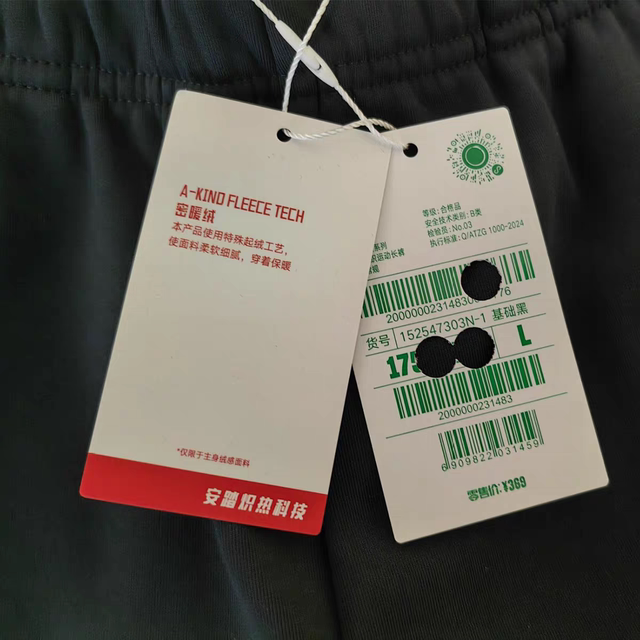 A-KIND FLEECE TECH
密暖绒
本产品使用特殊起绒工艺，
使面料柔软细腻，穿着保暖
*仅限于主身绒感面料
安踏炽热科技
等级: 合格品
安全技术类别: B类
检验员: No.03
执行标准: Q/ATZG 1000-2024
系列
运动长裤
2000000231483 76
货号 152547303N-1 基础黑
175 L
2000000231483
6909822031459
零售价: ¥369